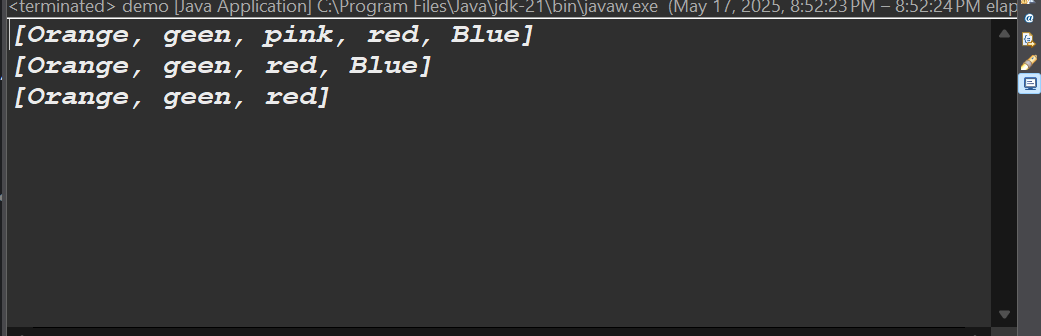 <terminated> demo [Java Application] C:\Program Files\Java\jdk-21\bin\javaw.exe (May 17, 2025, 8:52:23 PM – 8:52:24 PM elap
[Orange, geen, pink, red, Blue]
[Orange, geen, red, Blue]
[Orange, geen, red]